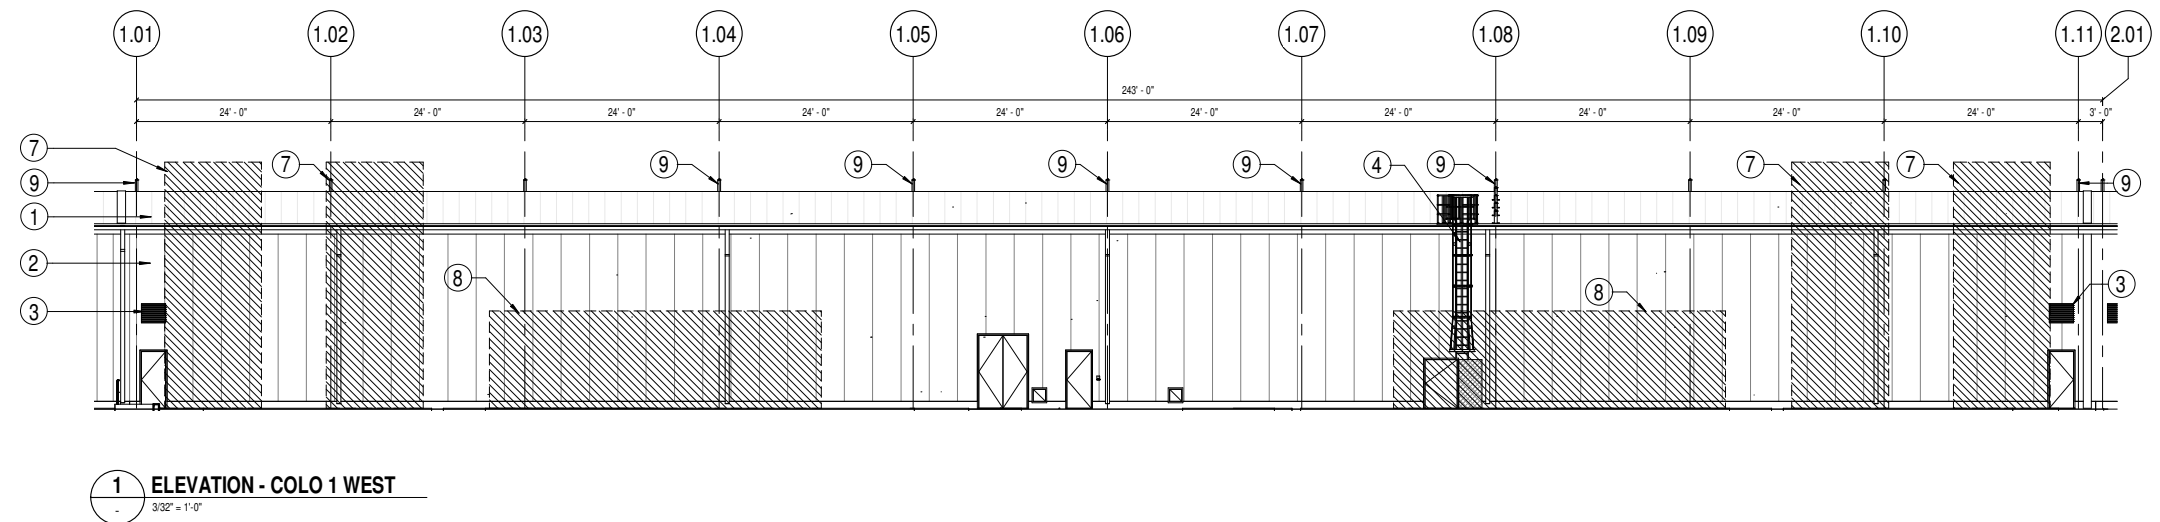 1.01 1.02 1.03 1.04 1.05 1.06 1.07 1.08 1.09 1.10 1.11 2.01
243' - 0"
24' - 0" 24' - 0" 24' - 0" 24' - 0" 24' - 0" 24' - 0" 24' - 0" 24' - 0" 24' - 0" 24' - 0" 3' - 0"
7 7 9 9 9 9 4 9 7 7
9 9
1
2
8 8
3 3
1 ELEVATION - COLO 1 WEST
- 3/32" = 1'-0"